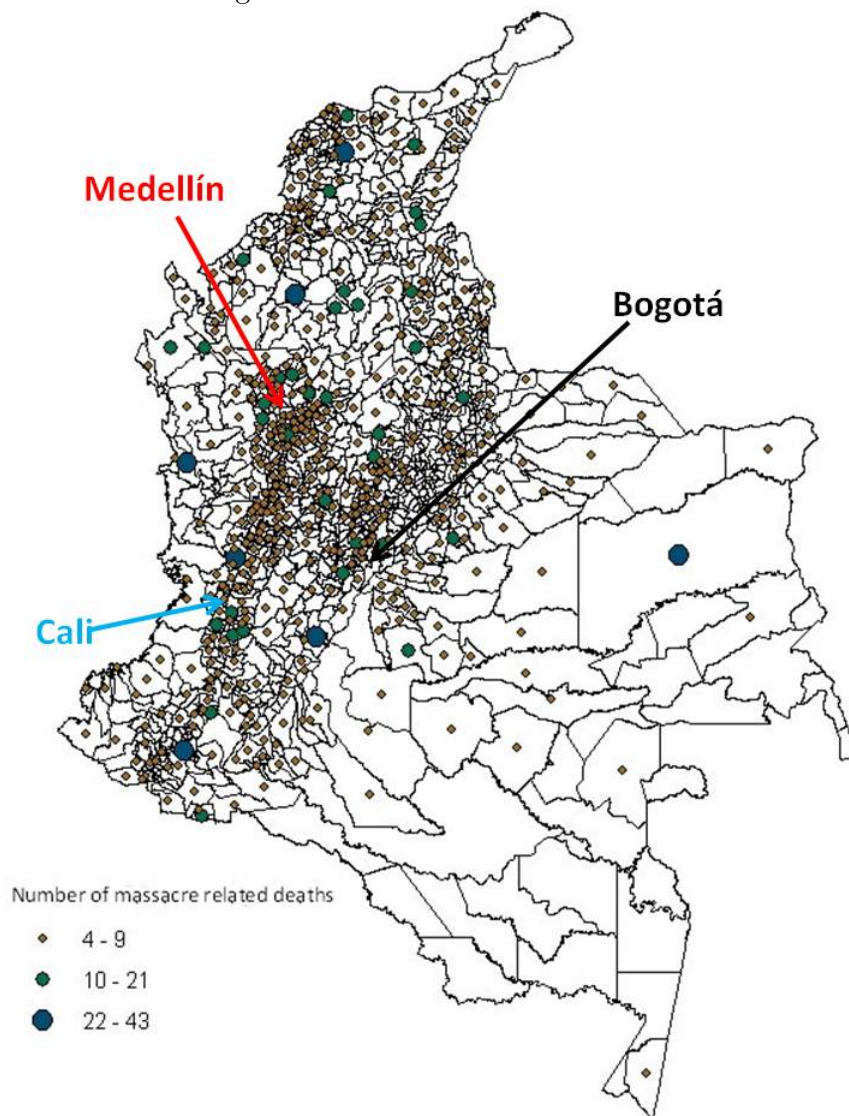 Medellín
Bogotá
Cali
Number of massacre related deaths
4 - 9
10 - 21
22 - 43